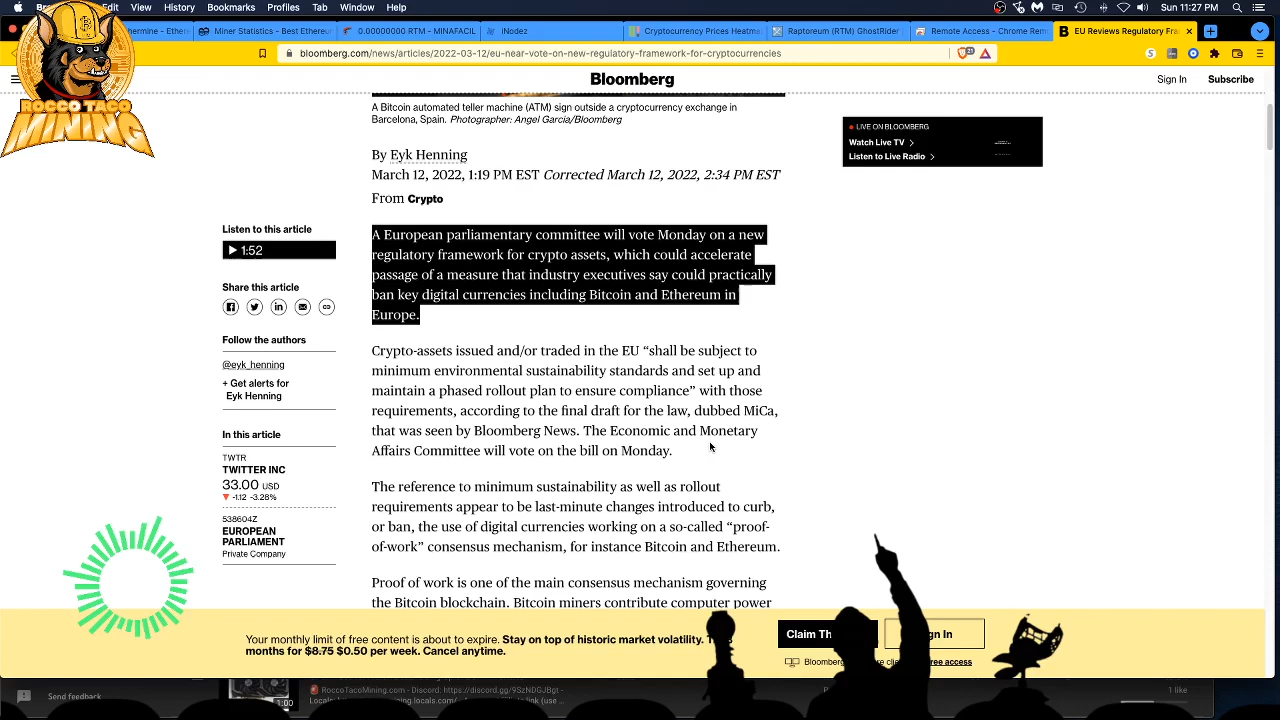 View
History
Bookmarks
Profiles
Tab
Window
Help
Sun Mar 13 11:27 PM
Miner Statistics - Best Ethereu
0.00000000 RTM - MINAFACIL
iNodez
Cryptocurrency Prices Heatma
Raptoreum (RTM) GhostRider
Remote Access - Chrome Rem
EU Reviews Regulatory Fra
bloomberg.com/news/articles/2022-03-12/eu-near-vote-on-new-regulatory-framework-for-cryptocurrencies
ROCCO TACO
MINING
Bloomberg
Sign In
Subscribe
A Bitcoin automated teller machine (ATM) sign outside a cryptocurrency exchange in
Barcelona, Spain. Photographer: Angel Garcia/Bloomberg
LIVE ON BLOOMBERG
Watch Live TV
Listen to Live Radio
By Eyk Henning
March 12, 2022, 1:19 PM EST Corrected March 12, 2022, 2:34 PM EST
From Crypto
Listen to this article
1:52
Share this article
Follow the authors
@eyk_henning
+ Get alerts for
Eyk Henning
In this article
TWTR
TWITTER INC
33.00 USD
-1.12 -3.28%
538604Z
EUROPEAN
PARLIAMENT
Private Company
A European parliamentary committee will vote Monday on a new
regulatory framework for crypto assets, which could accelerate
passage of a measure that industry executives say could practically
ban key digital currencies including Bitcoin and Ethereum in
Europe.
Crypto-assets issued and/or traded in the EU “shall be subject to
minimum environmental sustainability standards and set up and
maintain a phased rollout plan to ensure compliance” with those
requirements, according to the final draft for the law, dubbed MiCa,
that was seen by Bloomberg News. The Economic and Monetary
Affairs Committee will vote on the bill on Monday.
The reference to minimum sustainability as well as rollout
requirements appear to be last-minute changes introduced to curb,
or ban, the use of digital currencies working on a so-called “proof-
of-work” consensus mechanism, for instance Bitcoin and Ethereum.
Proof of work is one of the main consensus mechanism governing
the Bitcoin blockchain. Bitcoin miners contribute computer power
Your monthly limit of free content is about to expire. Stay on top of historic market volatility.
months for $8.75 $0.50 per week. Cancel anytime.
Claim Th
gn In
Bloomberg
free access
Send feedback
1:00
RoccoTacoMining.com - Discord: https://discord.gg/9SzNDGJBgt -
1 like